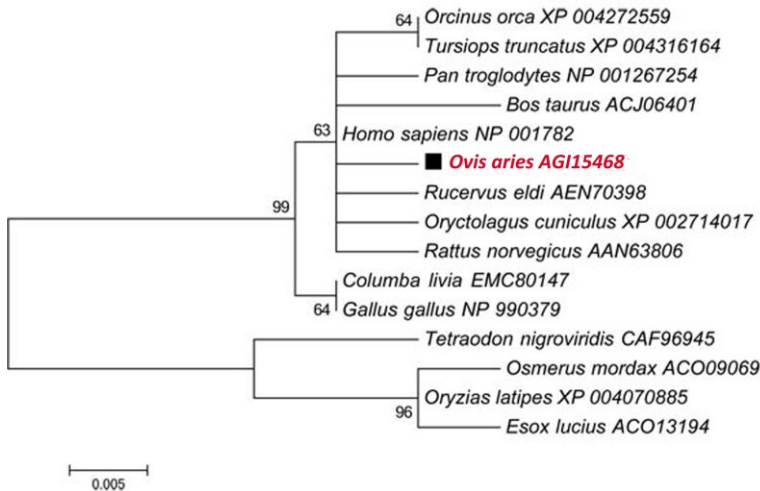 64
Orcinus orca XP 004272559
Tursiops truncatus XP 004316164
Pan troglodytes NP 001267254
Bos taurus ACJ06401
63
Homo sapiens NP 001782
Ovis aries AGI15468
Rucervus eldi AEN70398
99
Oryctolagus cuniculus XP 002714017
Rattus norvegicus AAN63806
Columba livia EMC80147
64
Gallus gallus NP 990379
Tetraodon nigroviridis CAF96945
Osmerus mordax ACO09069
Oryzias latipes XP 004070885
96
Esox lucius ACO13194
0.005